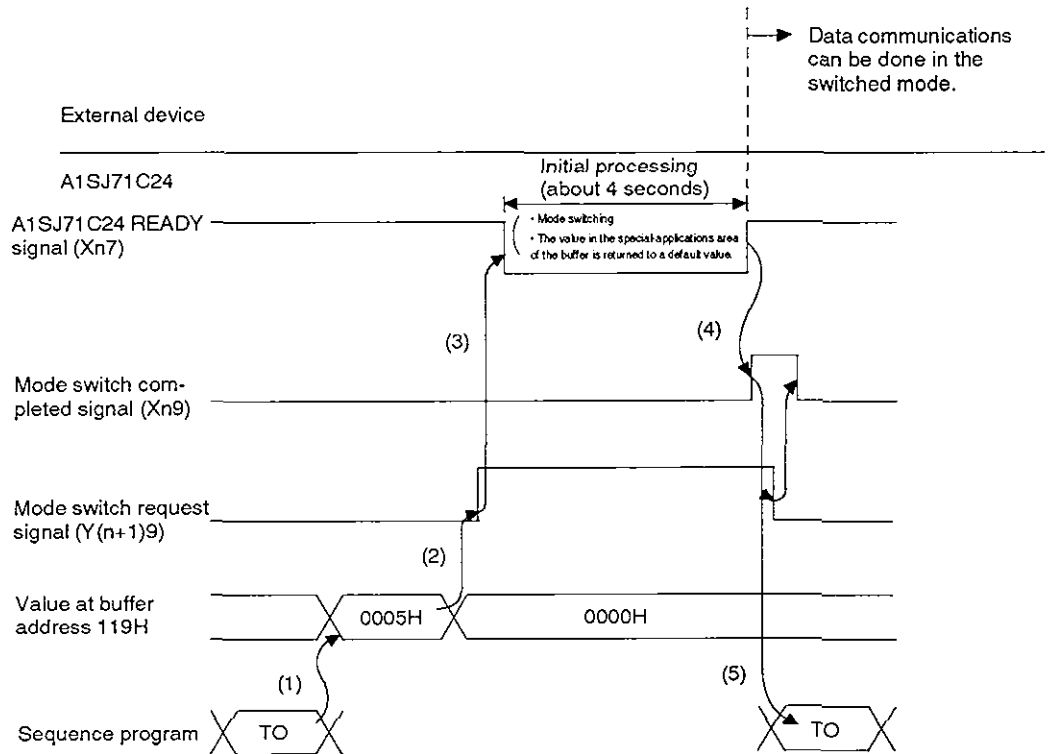 Data communications
can be done in the
switched mode.
External device
Initial processing
(about 4 seconds)
A1SJ71C24
A1SJ71C24 READY
signal (Xn7)
• Mode switching
• The value in the special-applications area
of the buffer is returned to a default value.
(3)
(4)
Mode switch com-
pleted signal (Xn9)
Mode switch request
signal (Y(n+1)9)
(2)
Value at buffer
address 119H
0005H
0000H
(1)
(5)
Sequence program
TO
TO